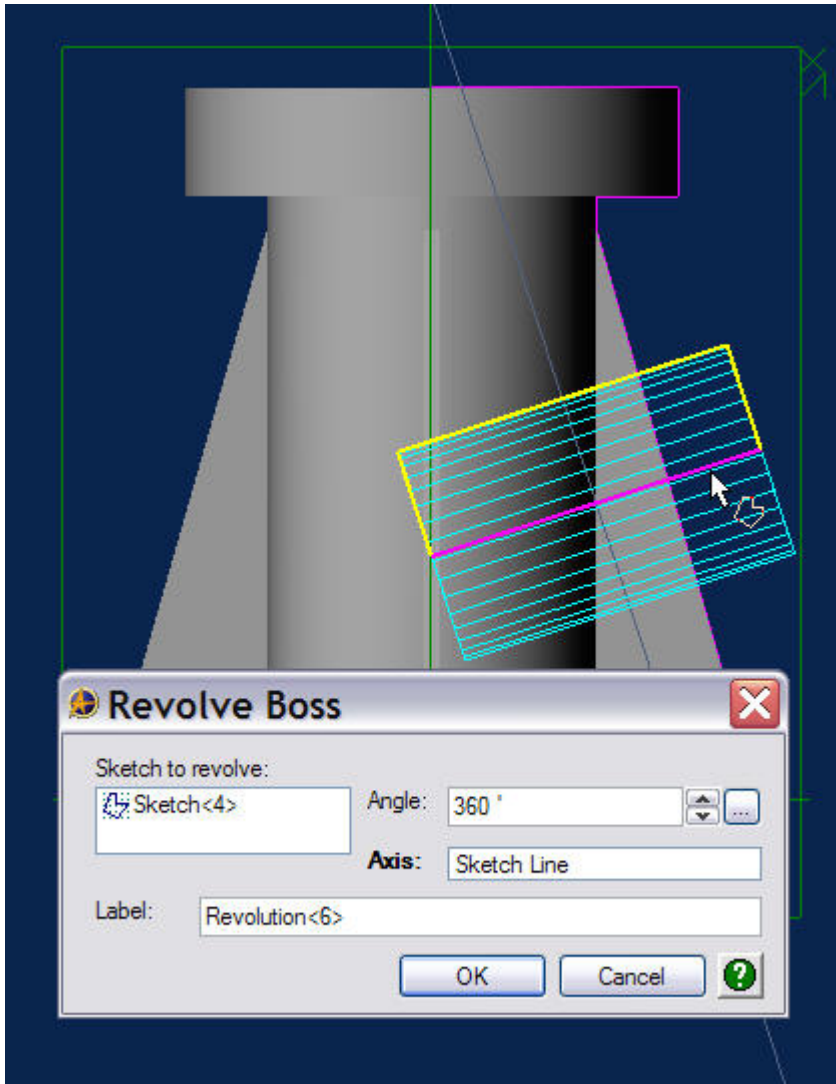 Revolve Boss
Sketch to revolve:
Sketch<4>
Angle: 360 '
...
Axis: Sketch Line
Label: Revolution<6>
OK Cancel ?